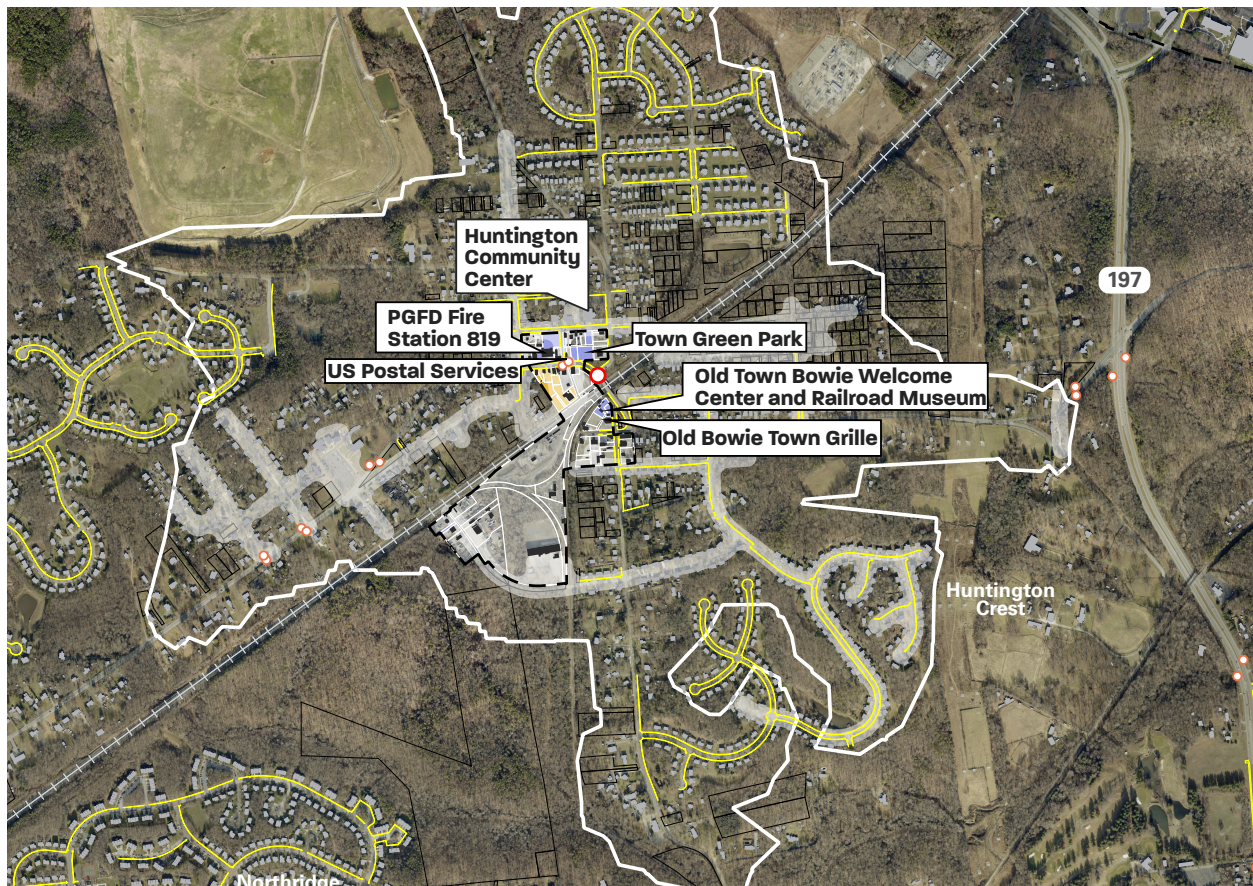 Huntington
Community
Center
197
PGFD Fire
Station 819
Town Green Park
US Postal Services
Old Town Bowie Welcome
Center and Railroad Museum
Old Bowie Town Grille
Huntington
Crest
Northridge